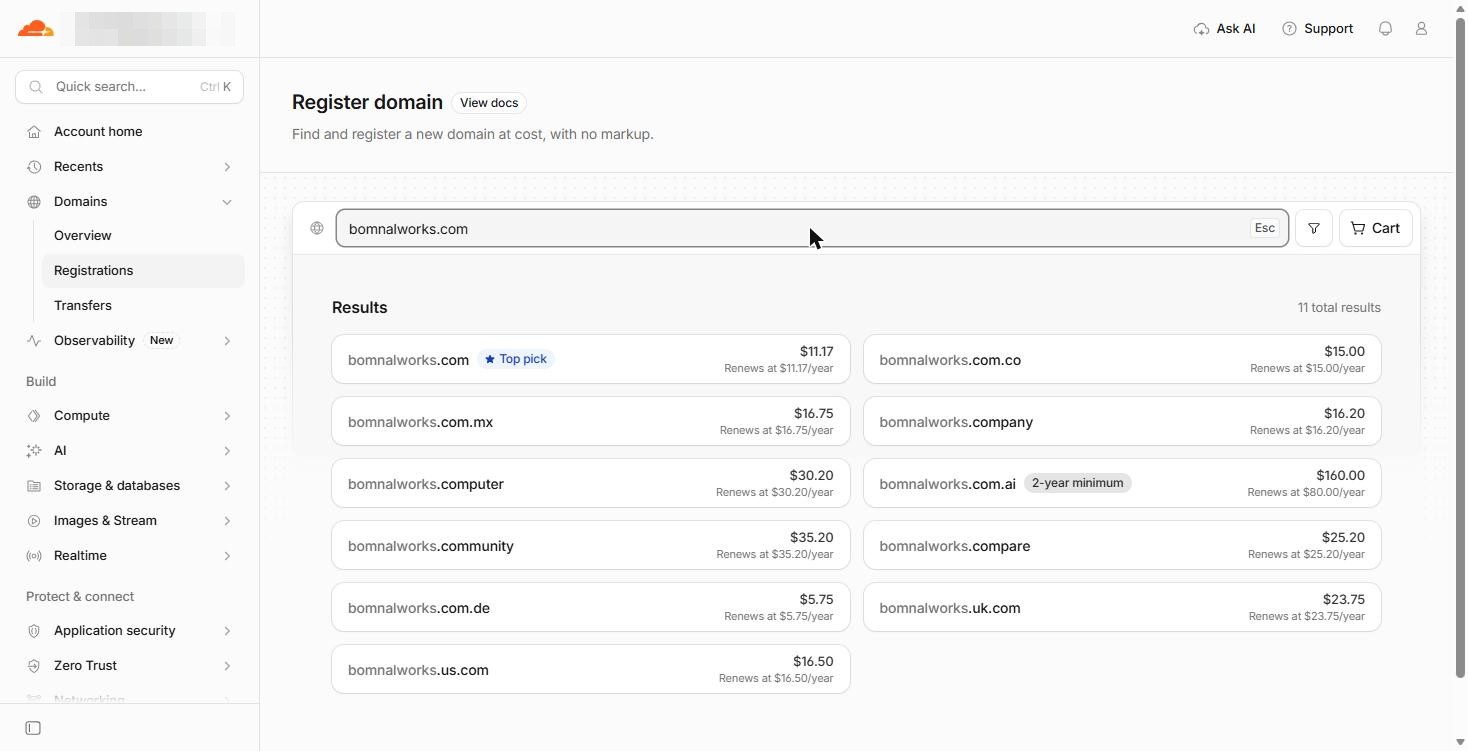 Ask AI
Support
Quick search...
Ctrl K
Account home
Recents
Domains
Overview
Registrations
Transfers
Observability New
Build
Compute
AI
Storage & databases
Images & Stream
Realtime
Protect & connect
Application security
Zero Trust
Networking
Register domain
View docs
Find and register a new domain at cost, with no markup.
bomnalworks.com
Esc
Cart
Results
11 total results
bomnalworks.com Top pick
$11.17
Renews at $11.17/year
bomnalworks.com.co
$15.00
Renews at $15.00/year
bomnalworks.com.mx
$16.75
Renews at $16.75/year
bomnalworks.company
$16.20
Renews at $16.20/year
bomnalworks.computer
$30.20
Renews at $30.20/year
bomnalworks.com.ai 2-year minimum
$160.00
Renews at $80.00/year
bomnalworks.community
$35.20
Renews at $35.20/year
bomnalworks.compare
$25.20
Renews at $25.20/year
bomnalworks.com.de
$5.75
Renews at $5.75/year
bomnalworks.uk.com
$23.75
Renews at $23.75/year
bomnalworks.us.com
$16.50
Renews at $16.50/year